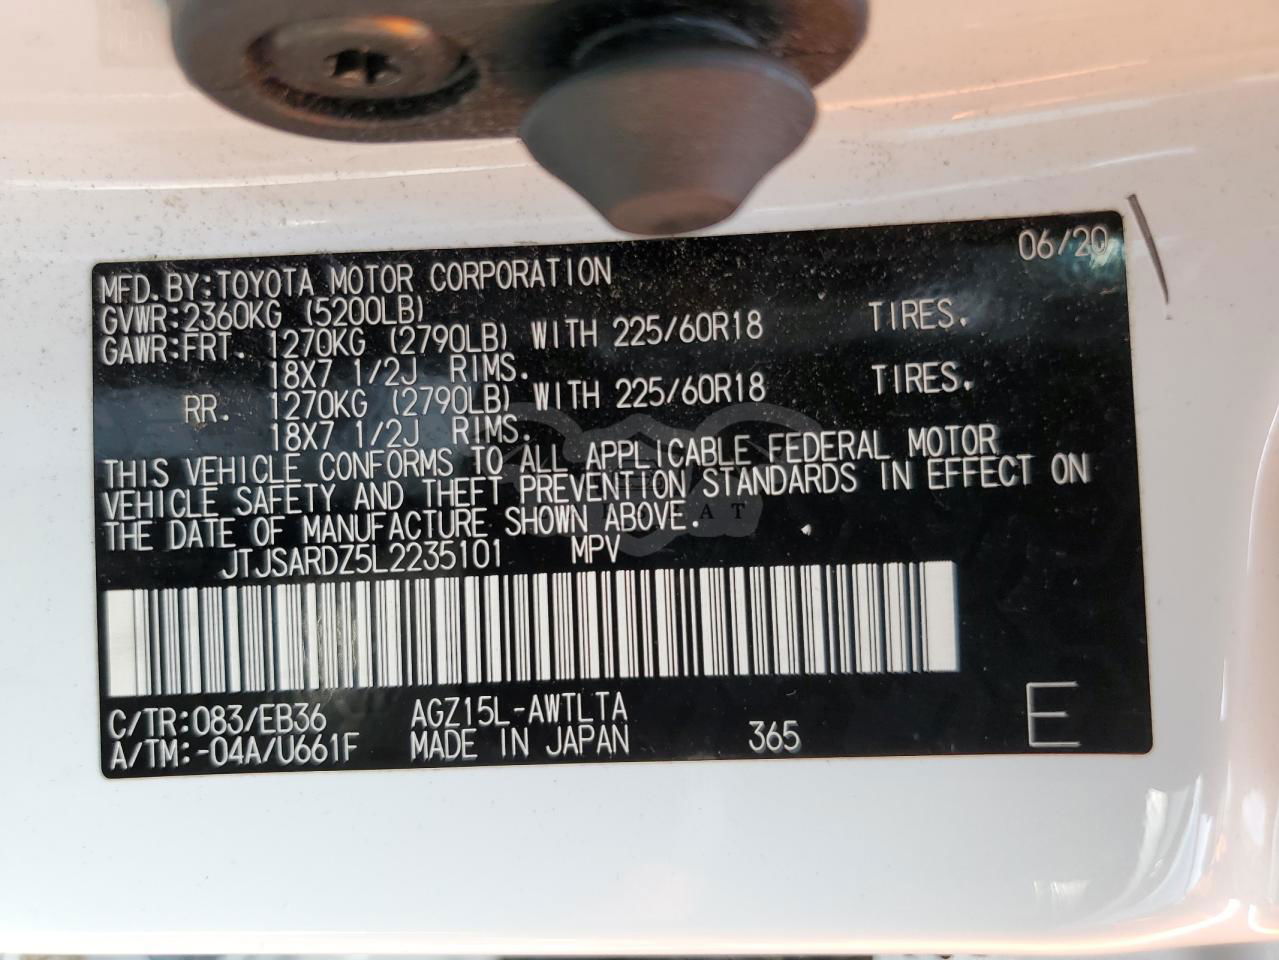 06/20
MFD.BY:TOYOTA MOTOR CORPORATION
GVWR:2360KG (5200LB)
GAWR:FRT. 1270KG (2790LB) WITH 225/60R18 TIRES.
18X7 1/2J RIMS.
RR. 1270KG (2790LB) WITH 225/60R18 TIRES.
18X7 1/2J RIMS.
THIS VEHICLE CONFORMS TO ALL APPLICABLE FEDERAL MOTOR
VEHICLE SAFETY AND THEFT PREVENTION STANDARDS IN EFFECT ON
THE DATE OF MANUFACTURE SHOWN ABOVE.
JTJSARDZ5L2235101 MPV
C/TR:083/EB36 AGZ15L-AWTLTA
A/TM:-04A/U661F MADE IN JAPAN 365 E